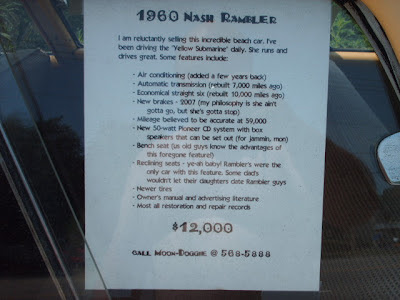 1960 Nash Rambler
I am reluctantly selling this incredible beach car. I've
been driving the 'Yellow Submarine' daily. She runs and
drives great. Some features include:
· Air conditioning (added a few years back)
· Automatic transmission (rebuilt 7,000 miles ago)
· Economical straight six (rebuilt 10,000 miles ago)
· New brakes - 2007 (my philosophy is she ain't
gotta go, but she's gotta stop)
· Mileage believed to be accurate at 59,000
· New 50-watt Pioneer CD system with box
speakers that can be set out (for jammin, mon)
· Bench seat (us old guys know the advantages of
this foregone feature!)
· Reclining seats - ye-ah baby! Rambler's were the
only car with this feature. Some dad's
wouldn't let their daughters date Rambler guys
· Newer tires
· Owner's manual and advertising literature
· Most all restoration and repair records
$12,000
Call Moon-Doggie @ 568-5888